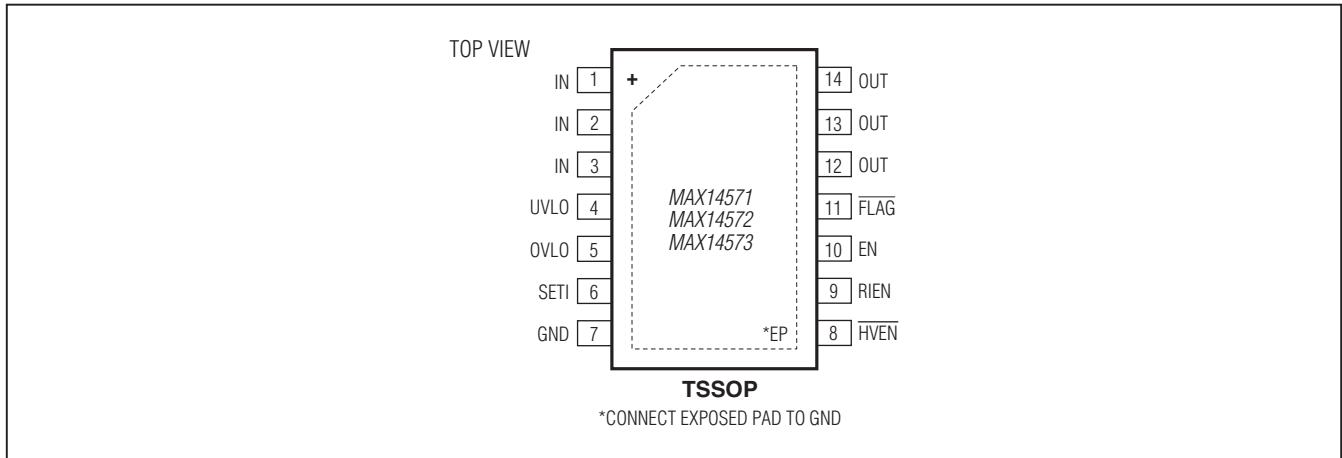 TOP VIEW
IN 1 + 14 OUT
IN 2 13 OUT
IN 3 12 OUT
UVLO 4 MAX14571 11 F̅L̅A̅G̅
MAX14572
OVLO 5 MAX14573 10 EN
SETI 6 9 RIEN
GND 7 *EP 8 H̅V̅E̅N̅
TSSOP
*CONNECT EXPOSED PAD TO GND